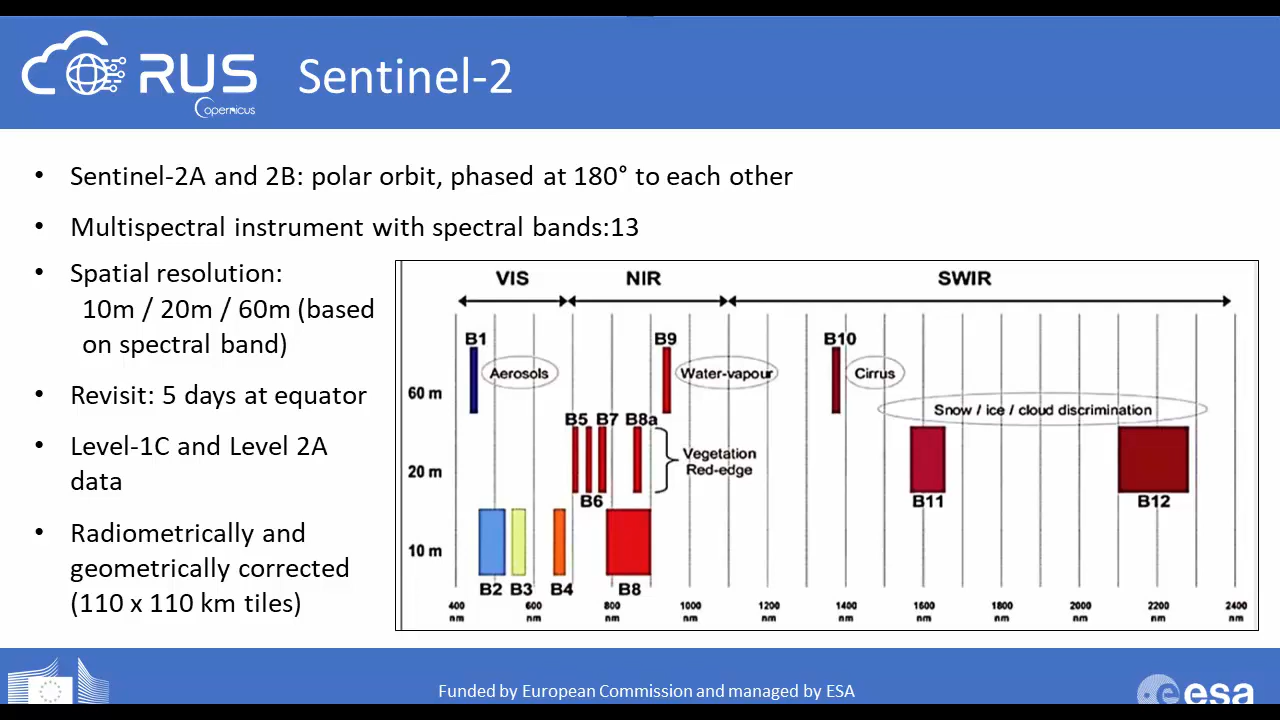 RUS
Copernicus
Sentinel-2
• Sentinel-2A and 2B: polar orbit, phased at 180° to each other
• Multispectral instrument with spectral bands:13
• Spatial resolution:
10m / 20m / 60m (based
on spectral band)
• Revisit: 5 days at equator
• Level-1C and Level 2A
data
• Radiometrically and
geometrically corrected
(110 x 110 km tiles)
VIS NIR SWIR
B1 B9 B10
Aerosols Water-vapour Cirrus
60 m
Snow / ice / cloud discrimination
B5 B7 B8a
Vegetation
Red-edge
20 m
B6 B11 B12
10 m
B2 B3 B4 B8
400 600 800 1000 1200 1400 1600 1800 2000 2200 2400
nm nm nm nm nm nm nm nm nm nm nm
Funded by European Commission and managed by ESA
esa